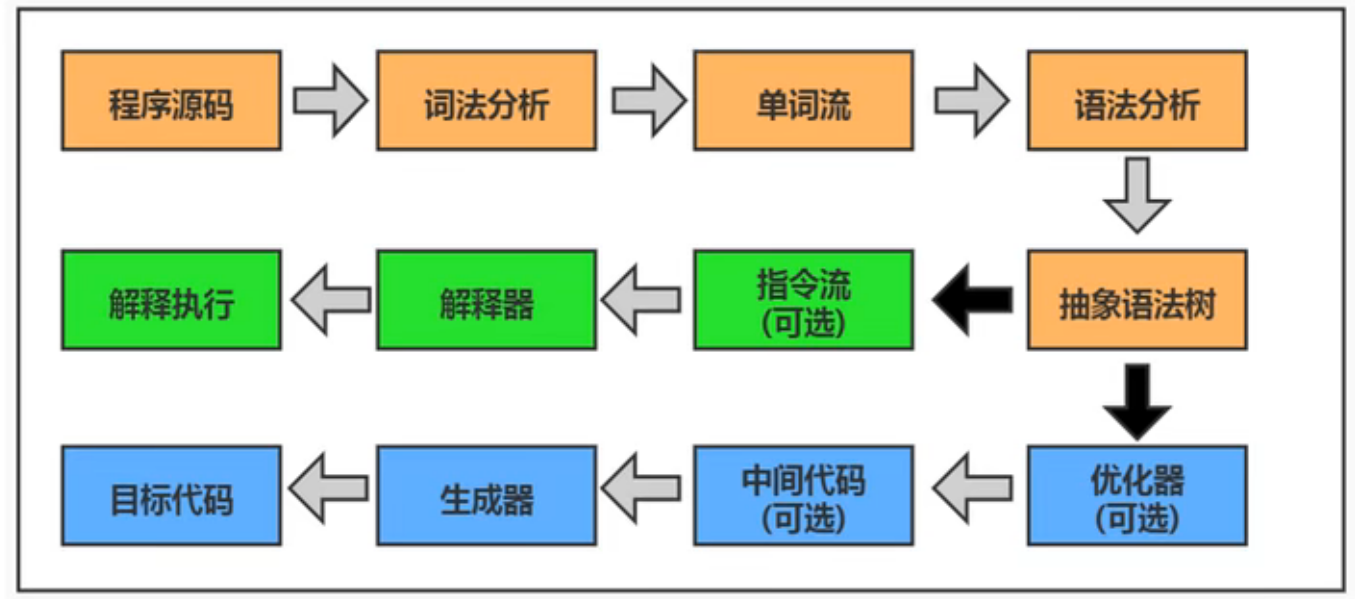 程序源码
词法分析
单词流
语法分析
解释执行
解释器
指令流
(可选)
抽象语法树
目标代码
生成器
中间代码
(可选)
优化器
(可选)